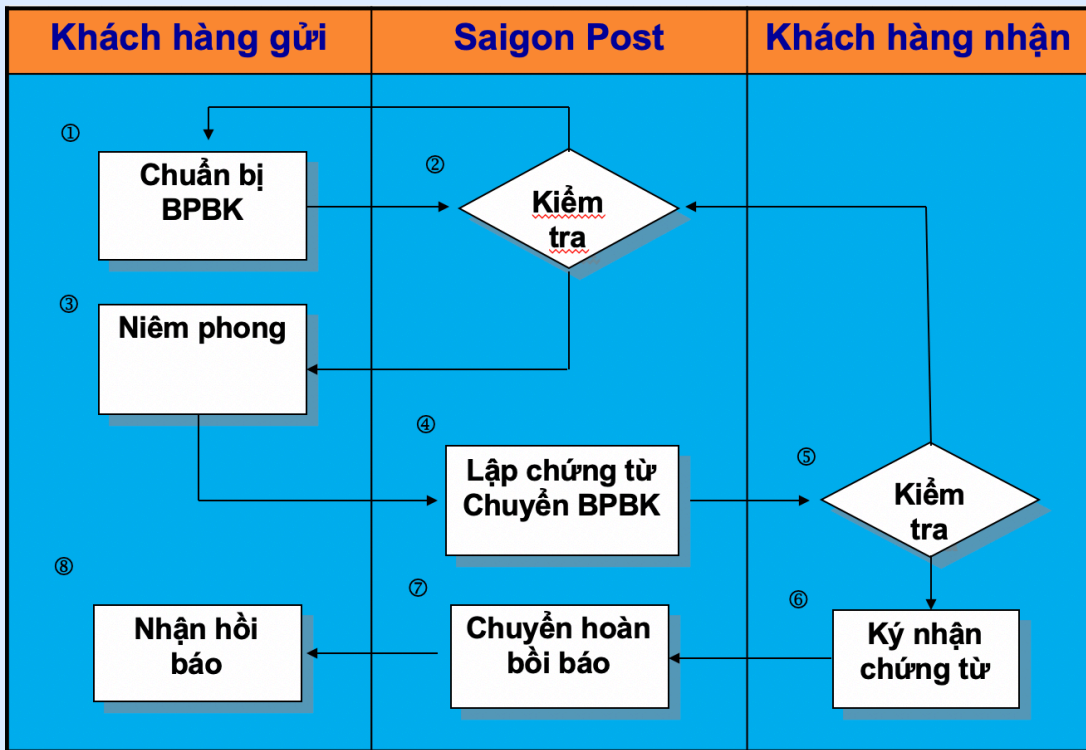 Khách hàng gửi
Saigon Post
Khách hàng nhận
①
Chuẩn bị
BPBK
②
Kiểm
tra
③
Niêm phong
④
Lập chứng từ
Chuyển BPBK
⑤
Kiểm
tra
⑧
Nhận hồi
báo
⑦
Chuyển hoàn
bồi báo
⑥
Ký nhận
chứng từ